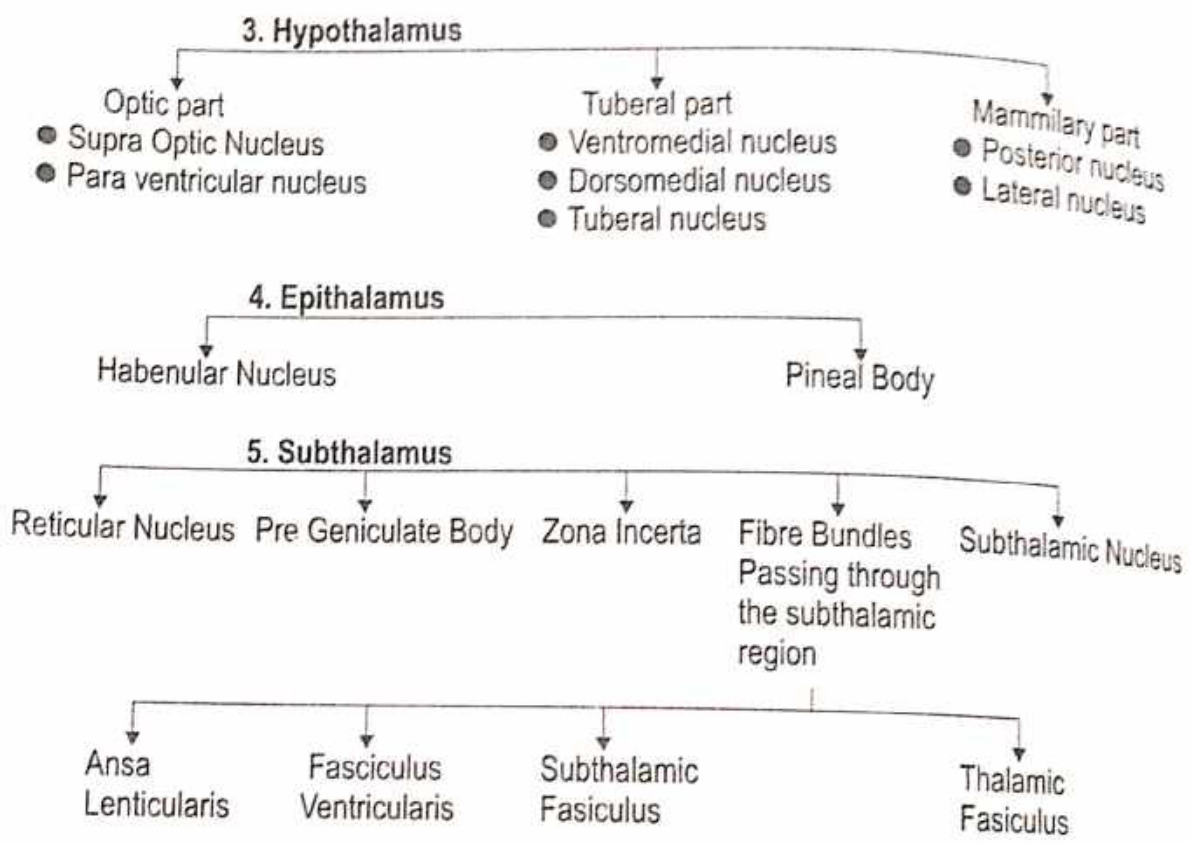 3. Hypothalamus
Optic part
● Supra Optic Nucleus
● Para ventricular nucleus
Tuberal part
● Ventromedial nucleus
● Dorsomedial nucleus
● Tuberal nucleus
Mammilary part
● Posterior nucleus
● Lateral nucleus
4. Epithalamus
Habenular Nucleus
Pineal Body
5. Subthalamus
Reticular Nucleus
Pre Geniculate Body
Zona Incerta
Fibre Bundles
Passing through
the subthalamic
region
Subthalamic Nucleus
Ansa
Lenticularis
Fasciculus
Ventricularis
Subthalamic
Fasiculus
Thalamic
Fasiculus